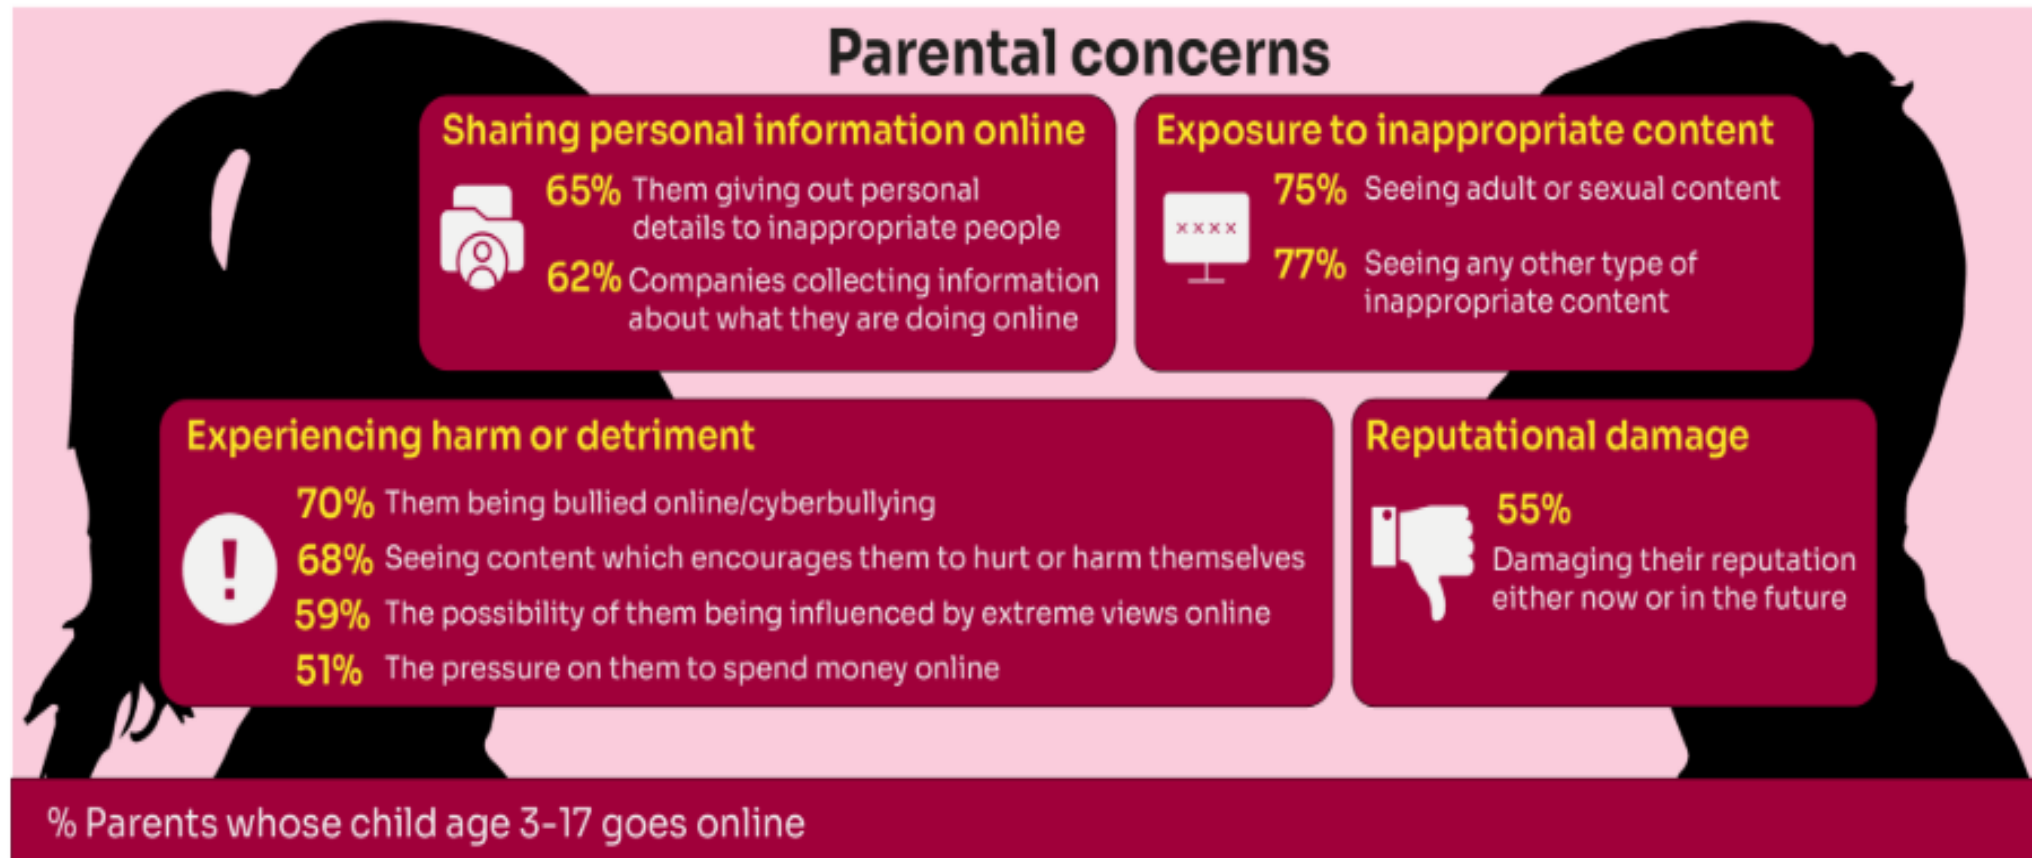 Parental concerns
Sharing personal information online
65% Them giving out personal
details to inappropriate people
62% Companies collecting information
about what they are doing online
Exposure to inappropriate content
xxxx
75% Seeing adult or sexual content
77% Seeing any other type of
inappropriate content
Experiencing harm or detriment
!
70% Them being bullied online/cyberbullying
68% Seeing content which encourages them to hurt or harm themselves
59% The possibility of them being influenced by extreme views online
51% The pressure on them to spend money online
Reputational damage
55%
Damaging their reputation
either now or in the future
% Parents whose child age 3-17 goes online